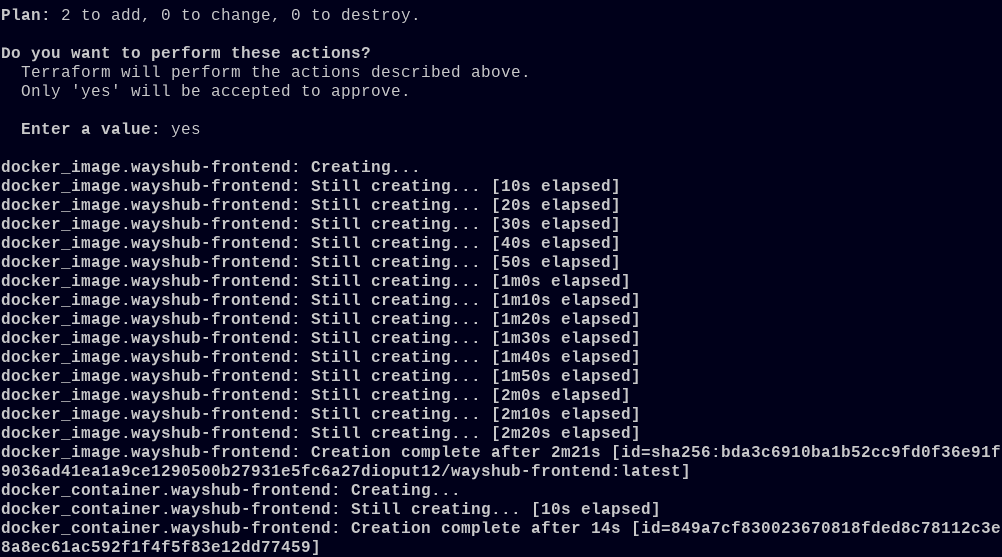 Plan: 2 to add, 0 to change, 0 to destroy.
Do you want to perform these actions?
Terraform will perform the actions described above.
Only 'yes' will be accepted to approve.
Enter a value: yes
docker_image.wayshub-frontend: Creating...
docker_image.wayshub-frontend: Still creating... [10s elapsed]
docker_image.wayshub-frontend: Still creating... [20s elapsed]
docker_image.wayshub-frontend: Still creating... [30s elapsed]
docker_image.wayshub-frontend: Still creating... [40s elapsed]
docker_image.wayshub-frontend: Still creating... [50s elapsed]
docker_image.wayshub-frontend: Still creating... [1m0s elapsed]
docker_image.wayshub-frontend: Still creating... [1m10s elapsed]
docker_image.wayshub-frontend: Still creating... [1m20s elapsed]
docker_image.wayshub-frontend: Still creating... [1m30s elapsed]
docker_image.wayshub-frontend: Still creating... [1m40s elapsed]
docker_image.wayshub-frontend: Still creating... [1m50s elapsed]
docker_image.wayshub-frontend: Still creating... [2m0s elapsed]
docker_image.wayshub-frontend: Still creating... [2m10s elapsed]
docker_image.wayshub-frontend: Still creating... [2m20s elapsed]
docker_image.wayshub-frontend: Creation complete after 2m21s [id=sha256:bda3c6910ba1b52cc9fd0f36e91f
9036ad41ea1a9ce1290500b27931e5fc6a27dioput12/wayshub-frontend:latest]
docker_container.wayshub-frontend: Creating...
docker_container.wayshub-frontend: Still creating... [10s elapsed]
docker_container.wayshub-frontend: Creation complete after 14s [id=849a7cf830023670818fded8c78112c3e
8a8ec61ac592f1f4f5f83e12dd77459]